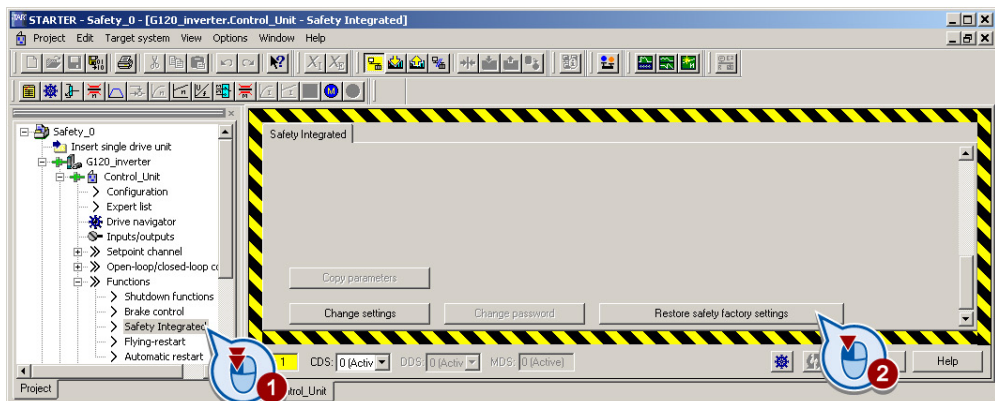 STARTER - Safety_0 - [G120_inverter.Control_Unit - Safety Integrated]
Project Edit Target system View Options Window Help
Safety_0
Insert single drive unit
G120_inverter
Control_Unit
Configuration
Expert list
Drive navigator
Inputs/outputs
Setpoint channel
Open-loop/closed-loop co
Functions
Shutdown functions
Brake control
Safety Integrated
Flying-restart
Automatic restart
Project
Safety Integrated
Copy parameters
Change settings Change password Restore safety factory settings
1 CDS: 0 (Activ DDS: 0 (Activ MDS: 0 (Active) Help
1
2
trol_Unit